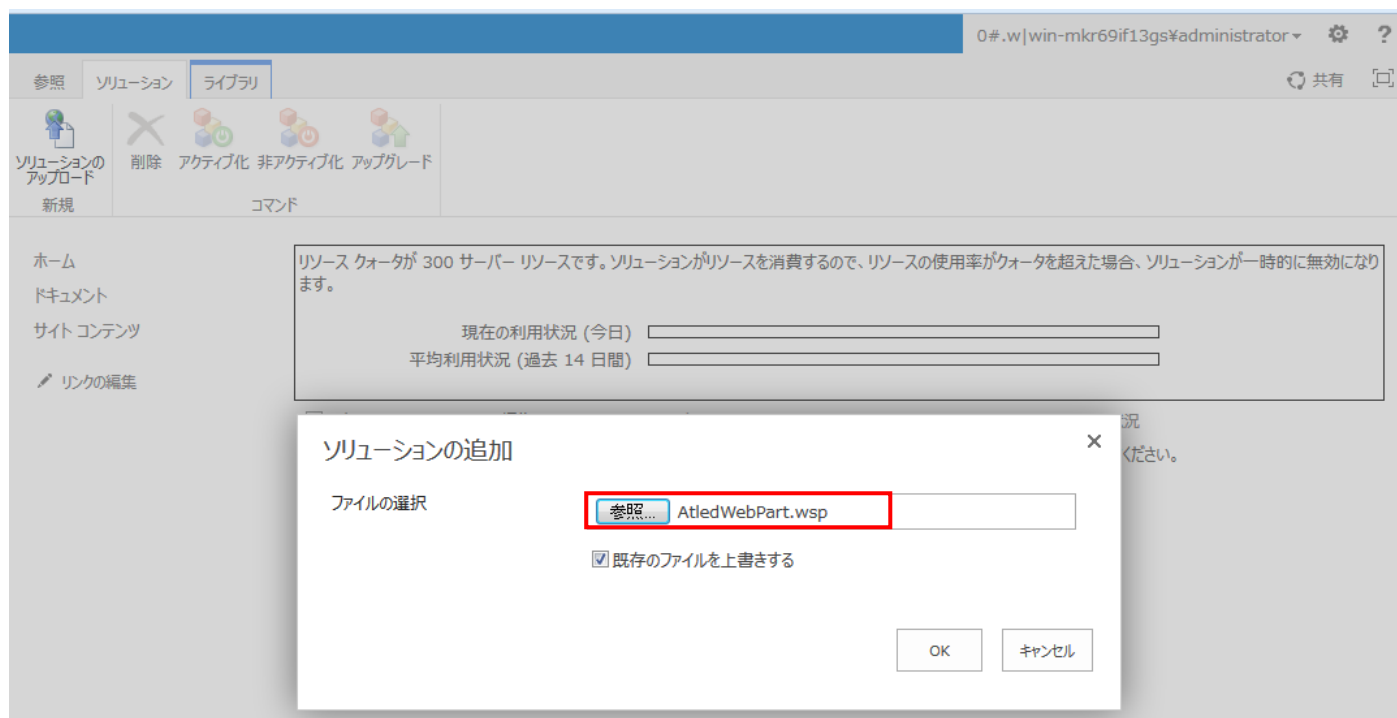 0#.w|win-mkr69if13gs¥administrator
?
参照 ソリューション ライブラリ
共有
ソリューションの
アップロード
削除 アクティブ化 非アクティブ化 アップグレード
新規 コマンド
ホーム
ドキュメント
サイト コンテンツ
リンクの編集
リソース クォータが 300 サーバー リソースです。ソリューションがリソースを消費するので、リソースの使用率がクォータを超えた場合、ソリューションが一時的に無効になり
ます。
現在の利用状況 (今日)
平均利用状況 (過去 14 日間)
況
ください。
ソリューションの追加
ファイルの選択
参照... AtledWebPart.wsp
既存のファイルを上書きする
OK キャンセル